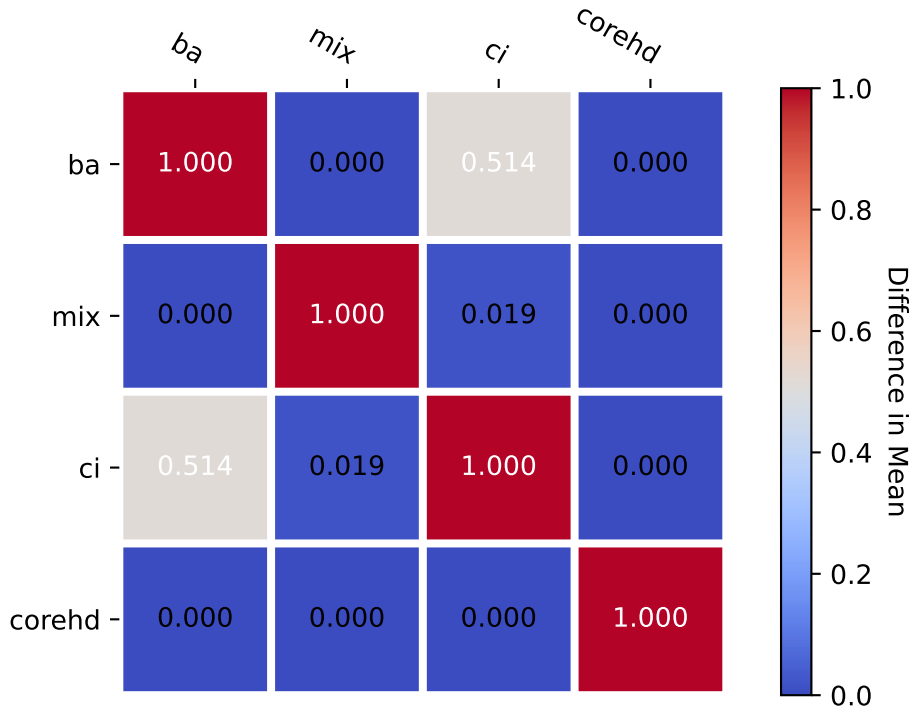 ba mix ci corehd
ba 1.000 0.000 0.514 0.000
mix 0.000 1.000 0.019 0.000
ci 0.514 0.019 1.000 0.000
corehd 0.000 0.000 0.000 1.000
1.0
0.8
0.6
0.4
0.2
0.0
Difference in Mean